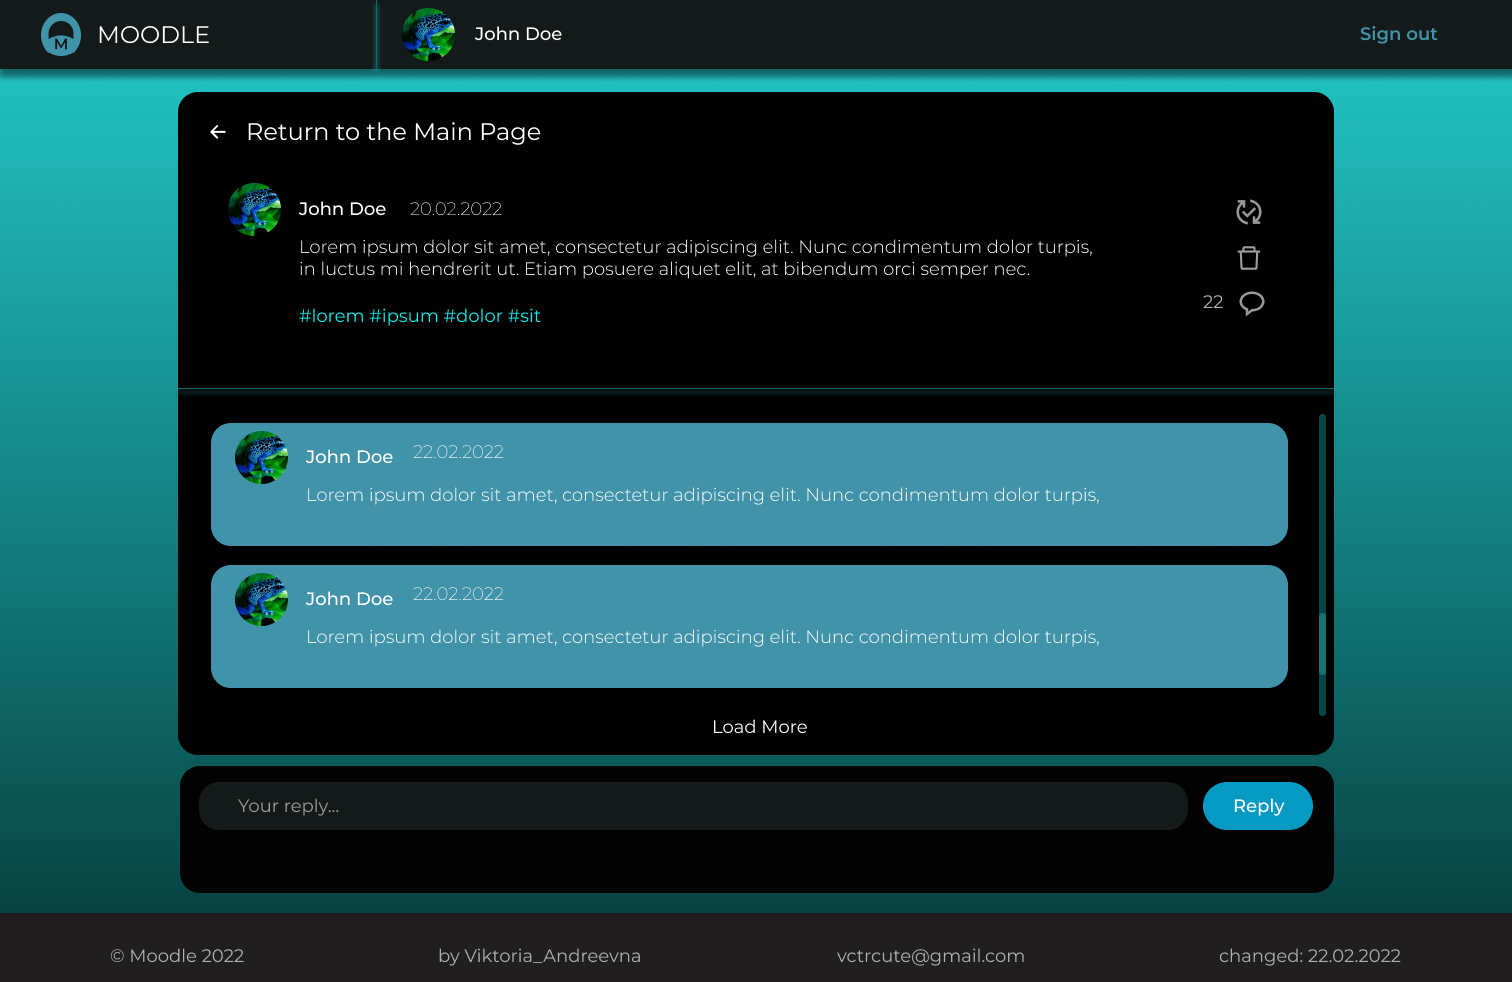 M
MOODLE
John Doe
Sign out
Return to the Main Page
John Doe 20.02.2022
Lorem ipsum dolor sit amet, consectetur adipiscing elit. Nunc condimentum dolor turpis,
in luctus mi hendrerit ut. Etiam posuere aliquet elit, at bibendum orci semper nec.
22
#lorem #ipsum #dolor #sit
John Doe 22.02.2022
Lorem ipsum dolor sit amet, consectetur adipiscing elit. Nunc condimentum dolor turpis,
John Doe 22.02.2022
Lorem ipsum dolor sit amet, consectetur adipiscing elit. Nunc condimentum dolor turpis,
Load More
Your reply...
Reply
© Moodle 2022
by Viktoria_Andreevna
vctrcute@gmail.com
changed: 22.02.2022